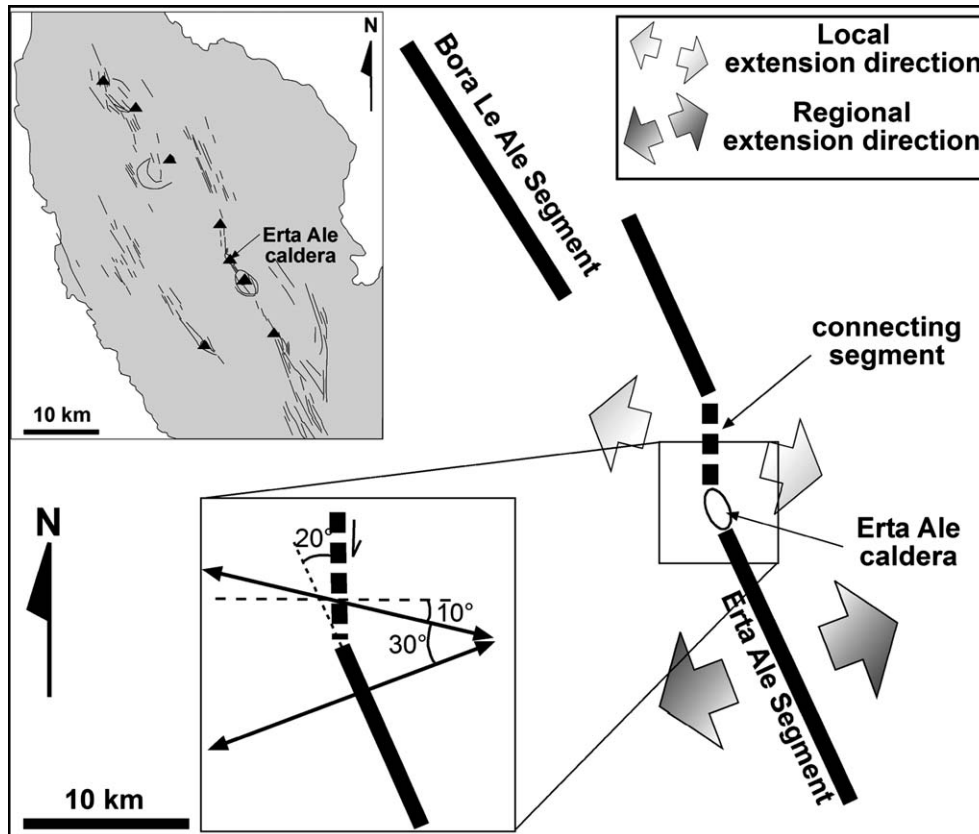 N
Erta Ale
caldera
10 km
Bora Le Ale Segment
Local
extension direction
Regional
extension direction
connecting
segment
Erta Ale
caldera
Erta Ale Segment
N
20°
10°
30°
10 km